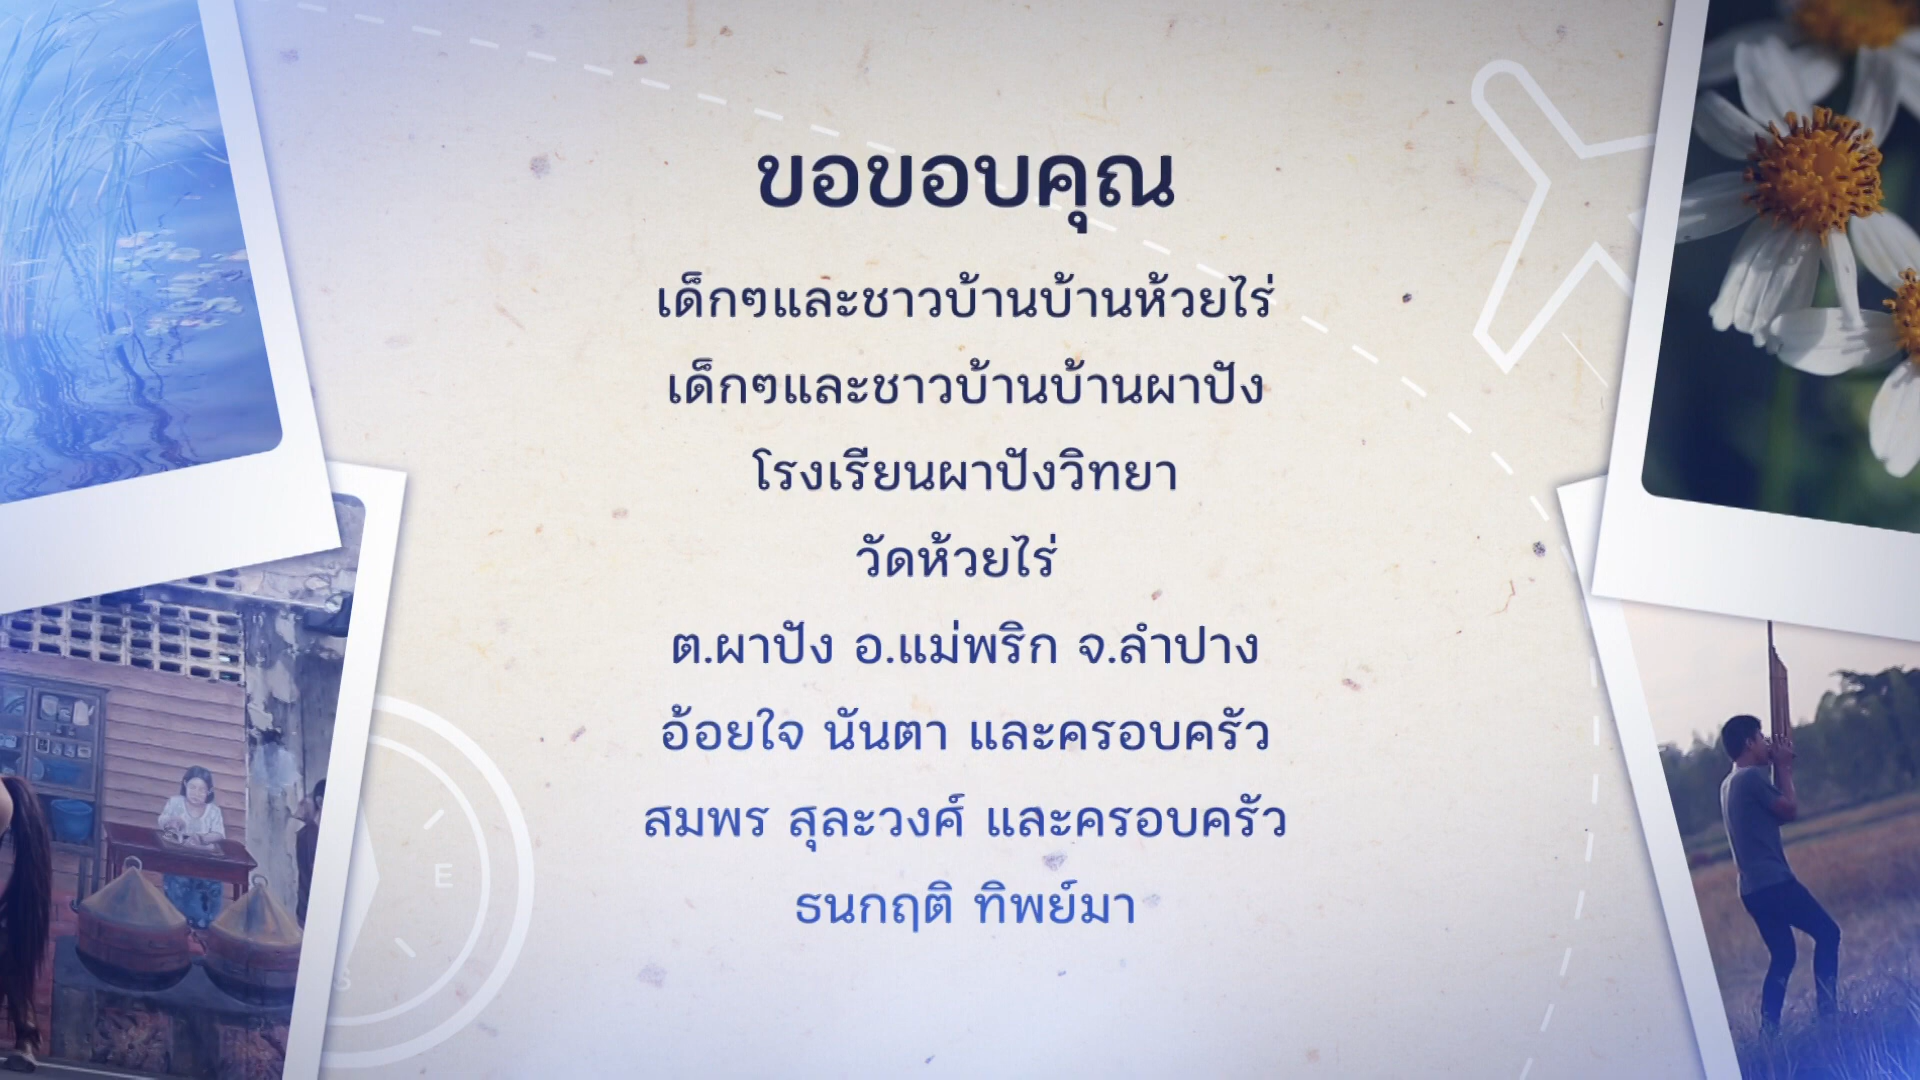 ขอขอบคุณ
เด็กๆและชาวบ้านบ้านห้วยไร่
เด็กๆและชาวบ้านบ้านผาปัง
โรงเรียนผาปังวิทยา
วัดห้วยไร่
ต.ผาปัง อ.แม่พริก จ.ลำปาง
อ้อยใจ นันตา และครอบครัว
สมพร สุละวงศ์ และครอบครัว
ธนกฤติ ทิพย์มา
E
S